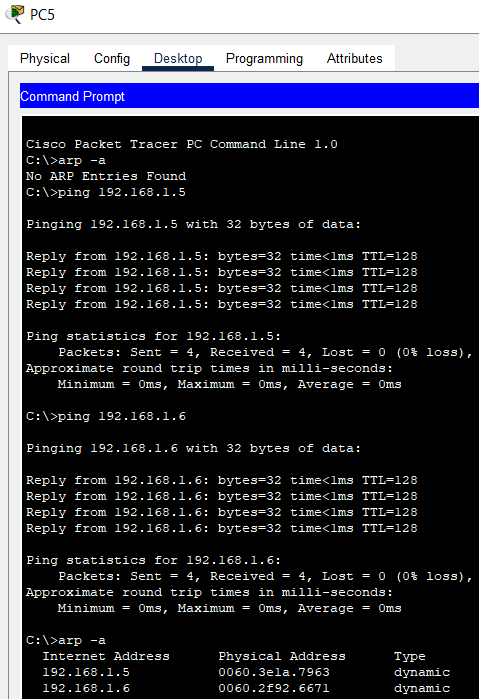 PC5
Physical Config Desktop Programming Attributes
Command Prompt
Cisco Packet Tracer PC Command Line 1.0
C:\>arp -a
No ARP Entries Found
C:\>ping 192.168.1.5
Pinging 192.168.1.5 with 32 bytes of data:
Reply from 192.168.1.5: bytes=32 time<1ms TTL=128
Reply from 192.168.1.5: bytes=32 time<1ms TTL=128
Reply from 192.168.1.5: bytes=32 time<1ms TTL=128
Reply from 192.168.1.5: bytes=32 time<1ms TTL=128
Ping statistics for 192.168.1.5:
Packets: Sent = 4, Received = 4, Lost = 0 (0% loss),
Approximate round trip times in milli-seconds:
Minimum = 0ms, Maximum = 0ms, Average = 0ms
C:\>ping 192.168.1.6
Pinging 192.168.1.6 with 32 bytes of data:
Reply from 192.168.1.6: bytes=32 time<1ms TTL=128
Reply from 192.168.1.6: bytes=32 time<1ms TTL=128
Reply from 192.168.1.6: bytes=32 time<1ms TTL=128
Reply from 192.168.1.6: bytes=32 time<1ms TTL=128
Ping statistics for 192.168.1.6:
Packets: Sent = 4, Received = 4, Lost = 0 (0% loss),
Approximate round trip times in milli-seconds:
Minimum = 0ms, Maximum = 0ms, Average = 0ms
C:\>arp -a
Internet Address Physical Address Type
192.168.1.5 0060.3e1a.7963 dynamic
192.168.1.6 0060.2f92.6671 dynamic